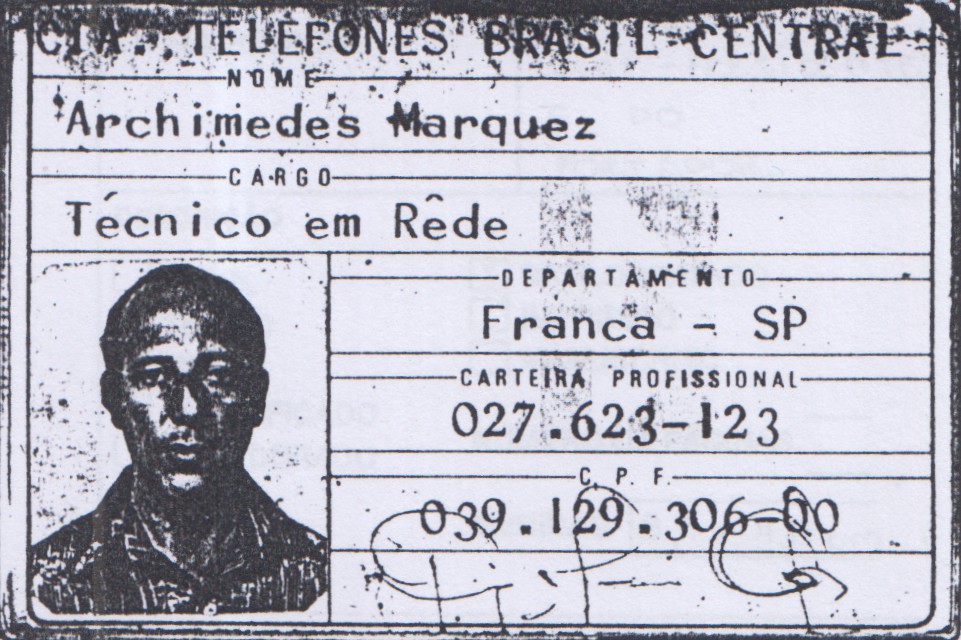 CIA. TELEFONES BRASIL CENTRAL
NOME
Archimedes Marquez
CARGO
Técnico em Rêde
DEPARTAMENTO
Franca - SP
CARTEIRA PROFISSIONAL
027.623-123
C. P. F.
039.129.306-00